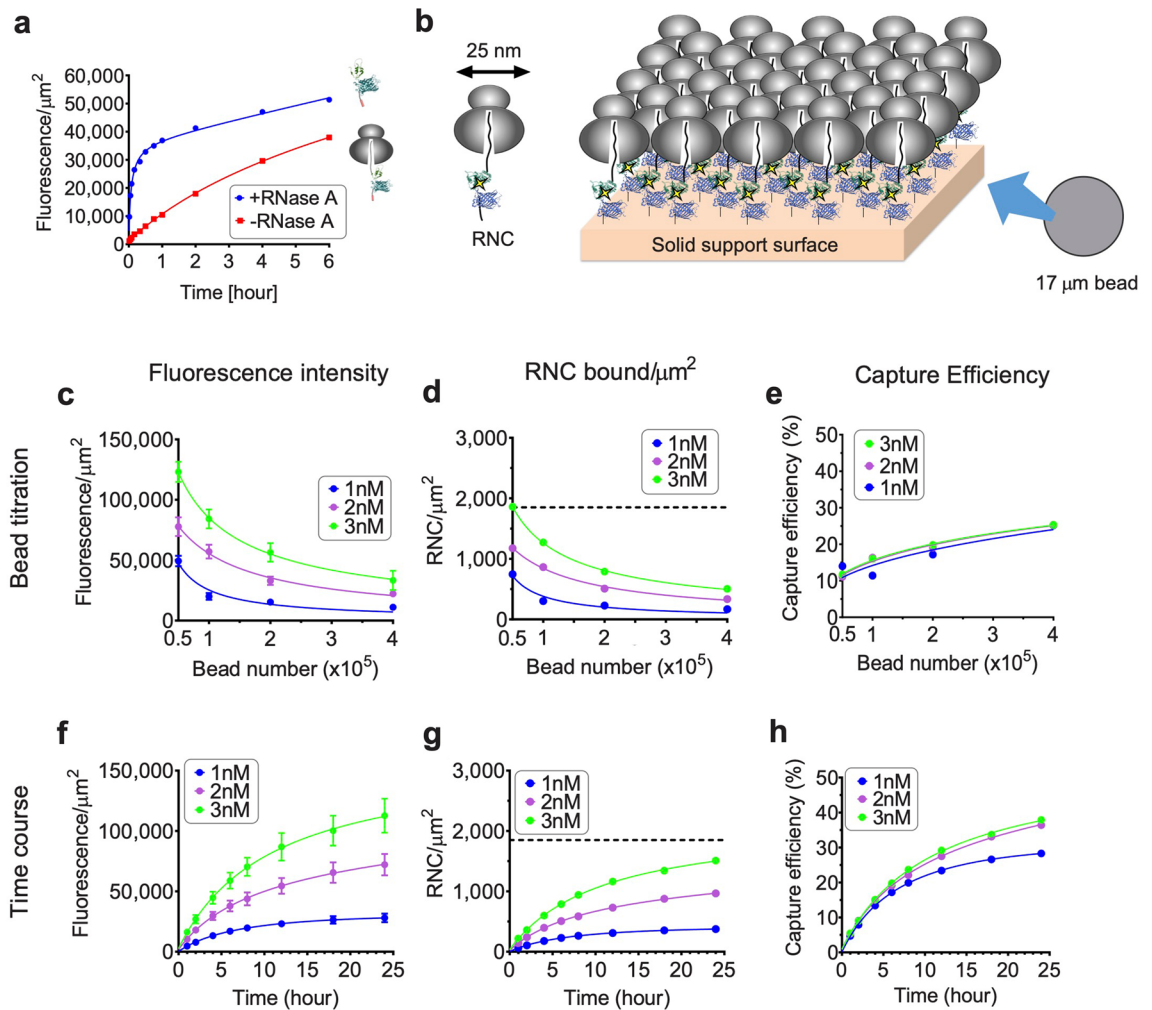 a
60,000
50,000
40,000
30,000
20,000
10,000
0
Fluorescence/μm²
+RNase A
-RNase A
0 1 2 3 4 5 6
Time [hour]
b
25 nm
RNC
Solid support surface
17 μm bead
Fluorescence intensity
RNC bound/μm²
Capture Efficiency
Bead titration
c
150,000
100,000
50,000
0
Fluorescence/μm²
1nM
2nM
3nM
0.5 1 2 3 4
Bead number (x10⁵)
d
3,000
2,000
1,000
0
RNC/μm²
1nM
2nM
3nM
0.5 1 2 3 4
Bead number (x10⁵)
e
50
40
30
20
10
0
Capture efficiency (%)
3nM
2nM
1nM
0.5 1 2 3 4
Bead number (x10⁵)
Time course
f
150,000
100,000
50,000
0
Fluorescence/μm²
1nM
2nM
3nM
0 5 10 15 20 25
Time (hour)
g
3,000
2,000
1,000
0
RNC/μm²
1nM
2nM
3nM
0 5 10 15 20 25
Time (hour)
h
50
40
30
20
10
0
Capture efficiency (%)
1nM
2nM
3nM
0 5 10 15 20 25
Time (hour)